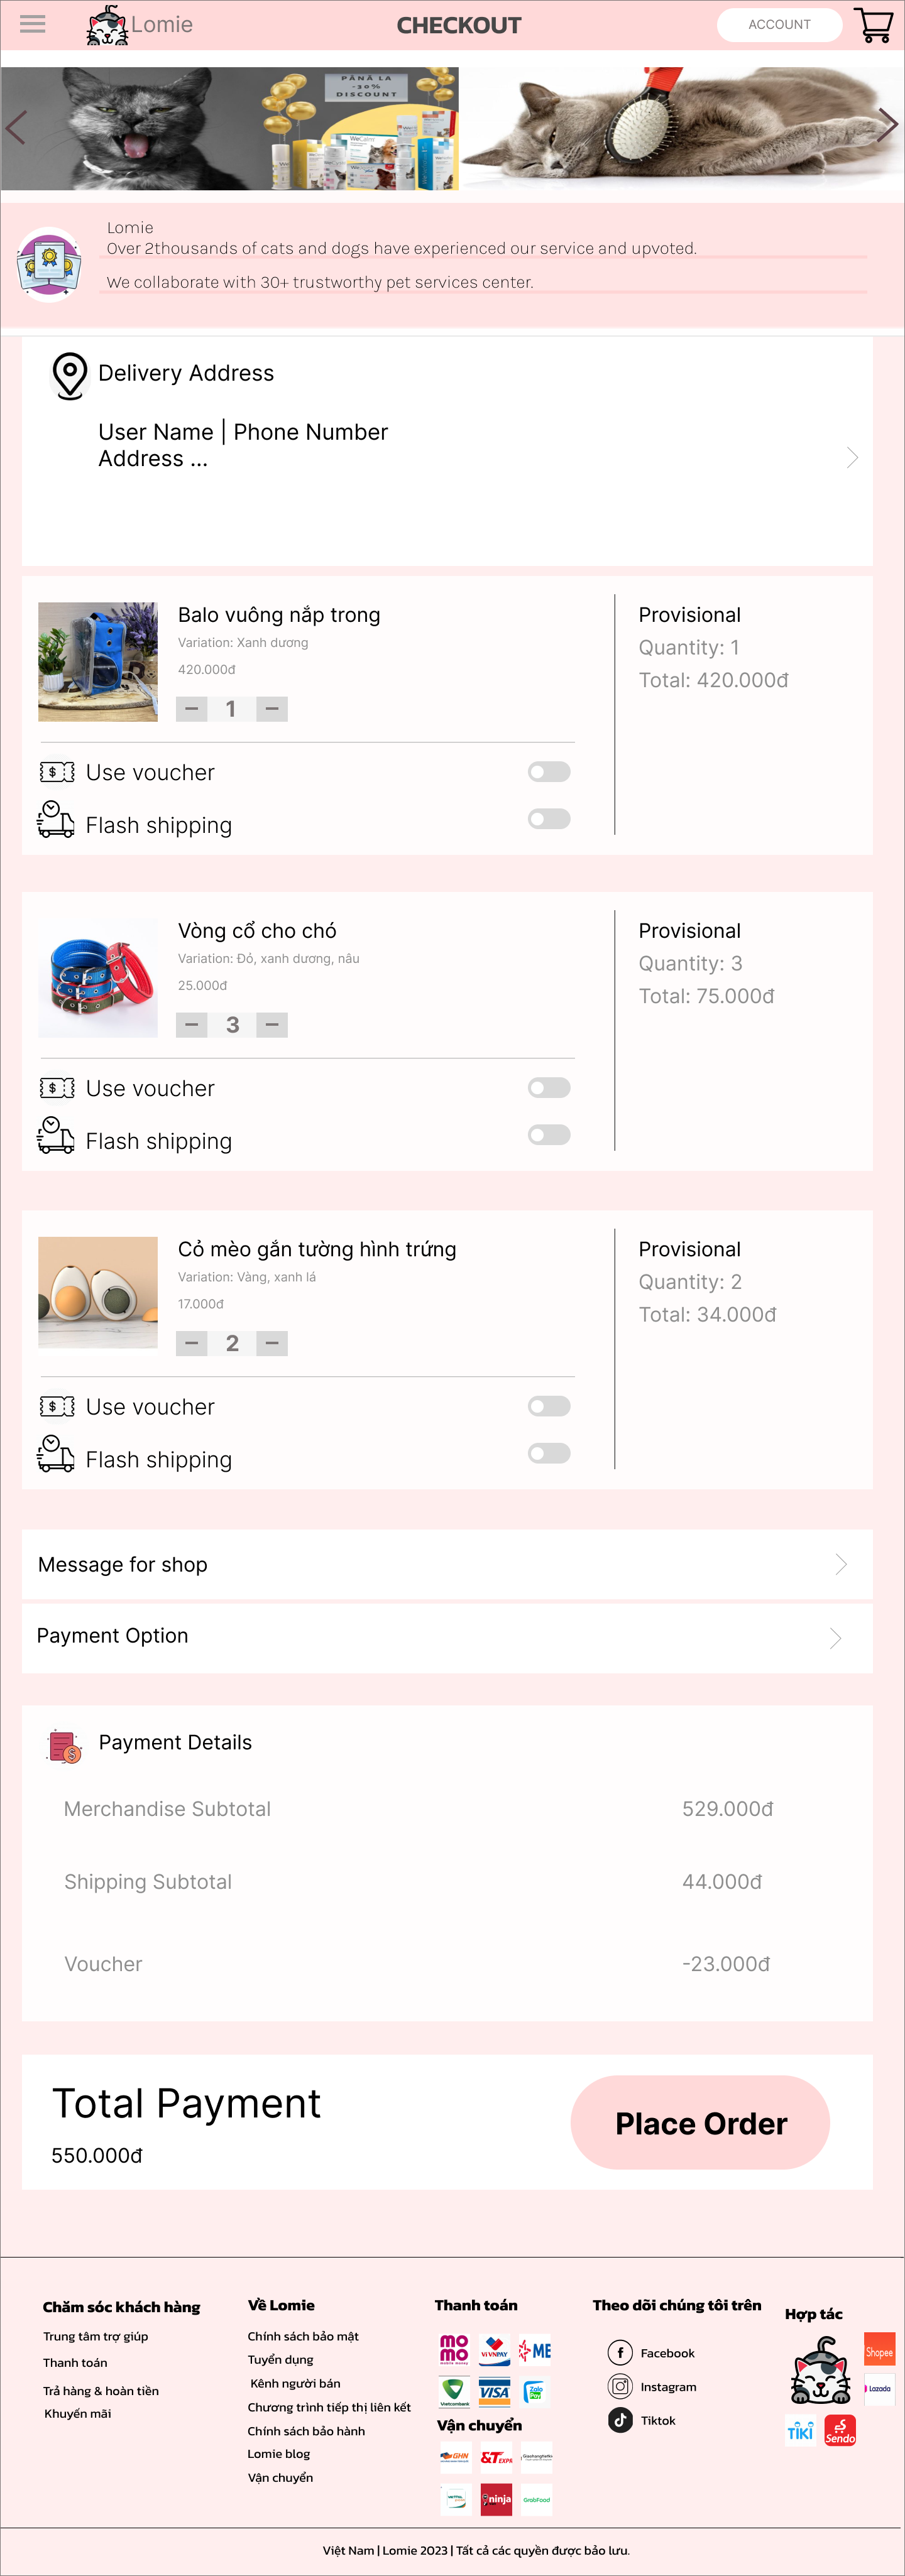 Lomie
CHECKOUT
ACCOUNT
PÂNĂ LA
-30%
DISCOUNT
WeCalm
Lomie
Over 2thousands of cats and dogs have experienced our service and upvoted.
We collaborate with 30+ trustworthy pet services center.
Delivery Address
User Name | Phone Number
Address ...
Balo vuông nắp trong
Variation: Xanh dương
420.000đ
1
Provisional
Quantity: 1
Total: 420.000đ
Use voucher
Flash shipping
Vòng cổ cho chó
Variation: Đỏ, xanh dương, nâu
25.000đ
3
Provisional
Quantity: 3
Total: 75.000đ
Use voucher
Flash shipping
Cỏ mèo gắn tường hình trứng
Variation: Vàng, xanh lá
17.000đ
2
Provisional
Quantity: 2
Total: 34.000đ
Use voucher
Flash shipping
Message for shop
Payment Option
Payment Details
Merchandise Subtotal 529.000đ
Shipping Subtotal 44.000đ
Voucher -23.000đ
Total Payment
550.000đ
Place Order
Chăm sóc khách hàng
Trung tâm trợ giúp
Thanh toán
Trả hàng & hoàn tiền
Khuyến mãi
Về Lomie
Chính sách bảo mật
Tuyển dụng
Kênh người bán
Chương trình tiếp thị liên kết
Chính sách bảo hành
Lomie blog
Vận chuyển
Thanh toán
mo mo
VNPAY
ME
Vietcombank
VISA
Zalo Pay
Vận chuyển
GHN
&T EXPR
Giaohangtietki
VIETTEL
ninja
GrabFood
Theo dõi chúng tôi trên
Facebook
Instagram
Tiktok
Hợp tác
Shopee
Lazada
TIKI
Sendo
Việt Nam | Lomie 2023 | Tất cả các quyền được bảo lưu.